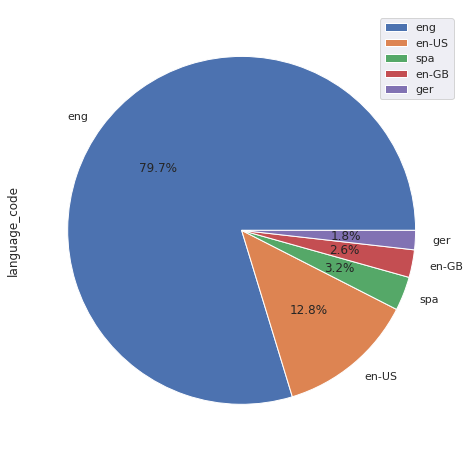 eng
en-US
spa
en-GB
ger
eng
79.7%
language_code
1.8%
ger
2.6%
en-GB
3.2%
spa
12.8%
en-US